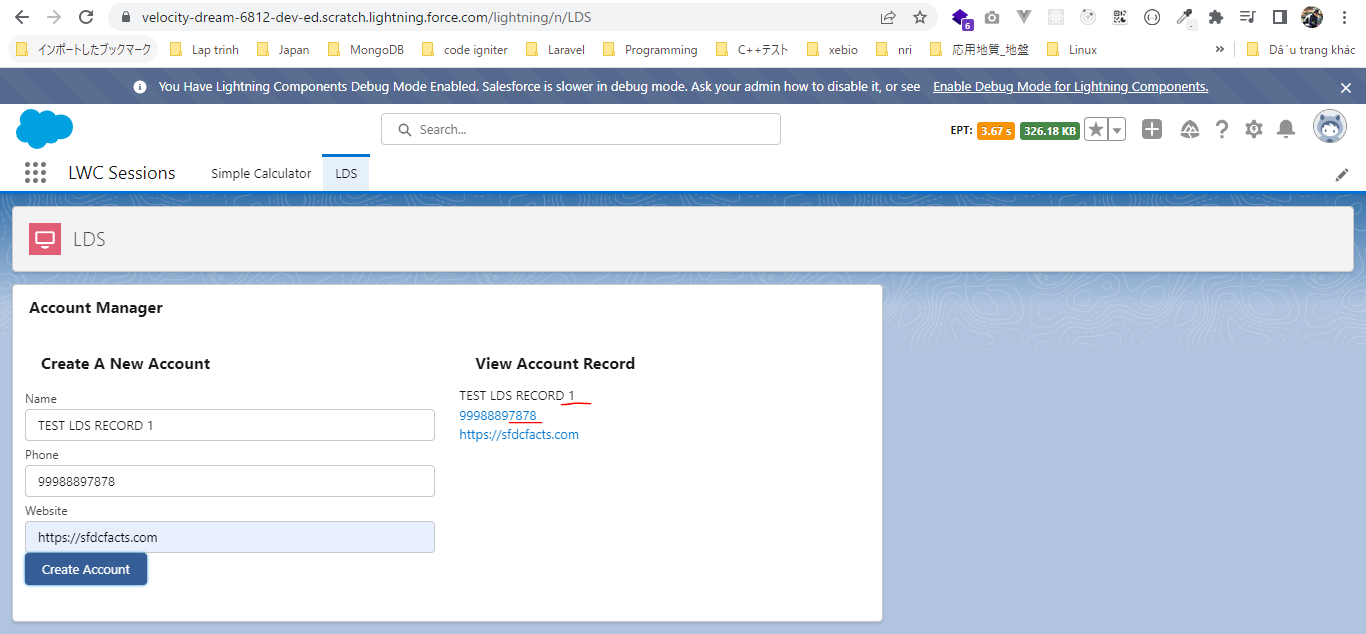 velocity-dream-6812-dev-ed.scratch.lightning.force.com/lightning/n/LDS
6
インポートしたブックマーク Lap trinh Japan MongoDB code igniter Laravel Programming C++テスト xebio nri 応用地質_地盤 Linux » Dâ´u trang khác
You Have Lightning Components Debug Mode Enabled. Salesforce is slower in debug mode. Ask your admin how to disable it, or see Enable Debug Mode for Lightning Components.
Search...
EPT: 3.67 s 326.18 KB
LWC Sessions Simple Calculator LDS
LDS
Account Manager
Create A New Account
Name
TEST LDS RECORD 1
Phone
99988897878
Website
https://sfdcfacts.com
Create Account
View Account Record
TEST LDS RECORD 1
99988897878
https://sfdcfacts.com